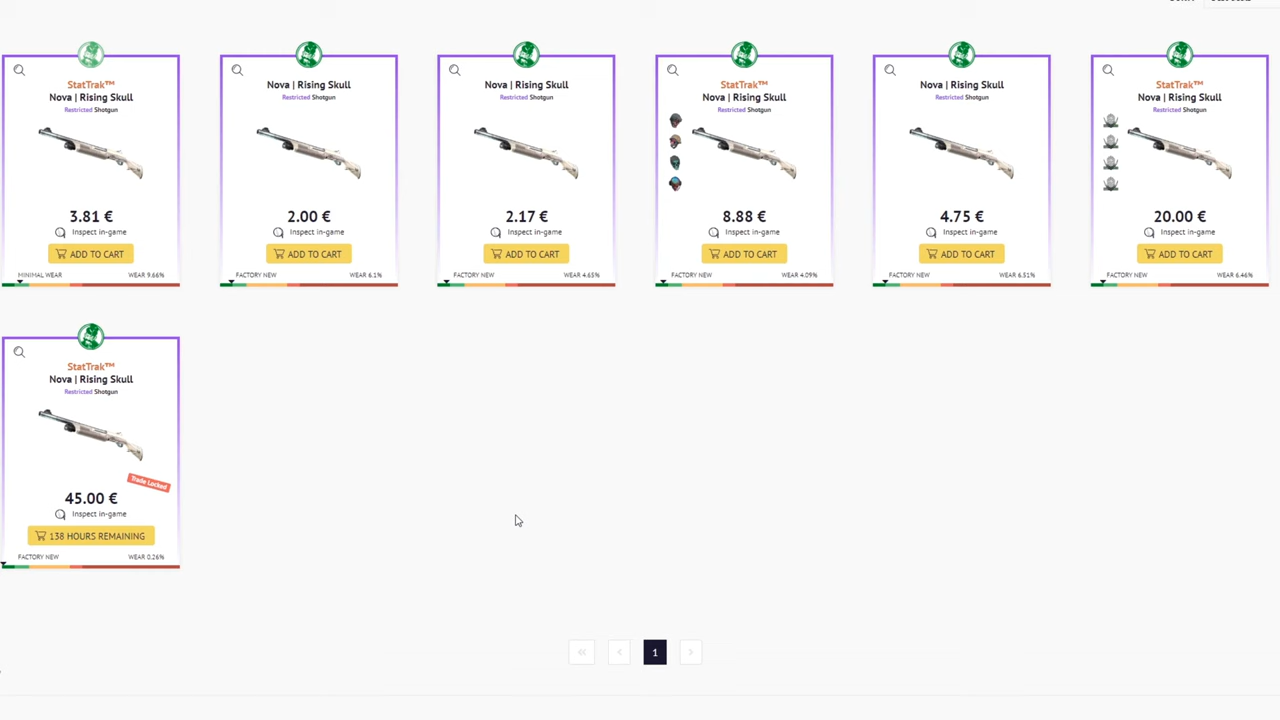 StatTrak™
Nova | Rising Skull
Restricted Shotgun
3.81 €
Inspect in-game
ADD TO CART
MINIMAL WEAR WEAR 9.66%
Nova | Rising Skull
Restricted Shotgun
2.00 €
Inspect in-game
ADD TO CART
FACTORY NEW WEAR 6.1%
Nova | Rising Skull
Restricted Shotgun
2.17 €
Inspect in-game
ADD TO CART
FACTORY NEW WEAR 4.65%
StatTrak™
Nova | Rising Skull
Restricted Shotgun
8.88 €
Inspect in-game
ADD TO CART
FACTORY NEW WEAR 4.09%
Nova | Rising Skull
Restricted Shotgun
4.75 €
Inspect in-game
ADD TO CART
FACTORY NEW WEAR 6.51%
StatTrak™
Nova | Rising Skull
Restricted Shotgun
20.00 €
Inspect in-game
ADD TO CART
FACTORY NEW WEAR 6.46%
StatTrak™
Nova | Rising Skull
Restricted Shotgun
Trade Locked
45.00 €
Inspect in-game
138 HOURS REMAINING
FACTORY NEW WEAR 0.26%
« < 1 >